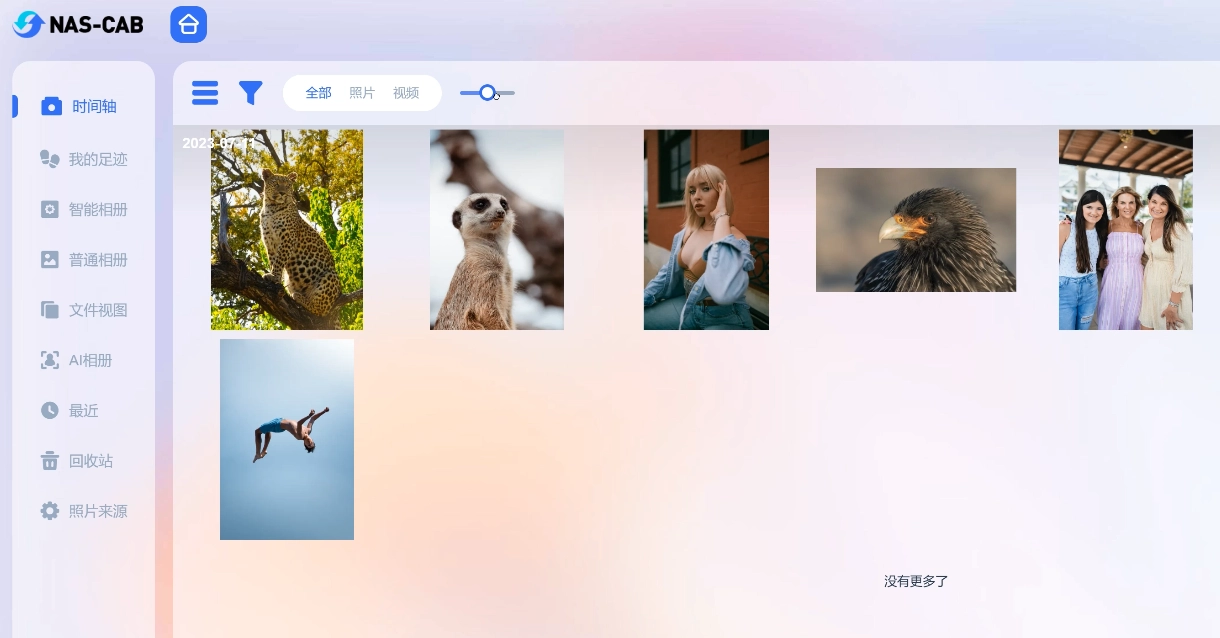 NAS-CAB
全部 照片 视频
时间轴
我的足迹
智能相册
普通相册
文件视图
AI相册
最近
回收站
照片来源
2023-07-11
没有更多了